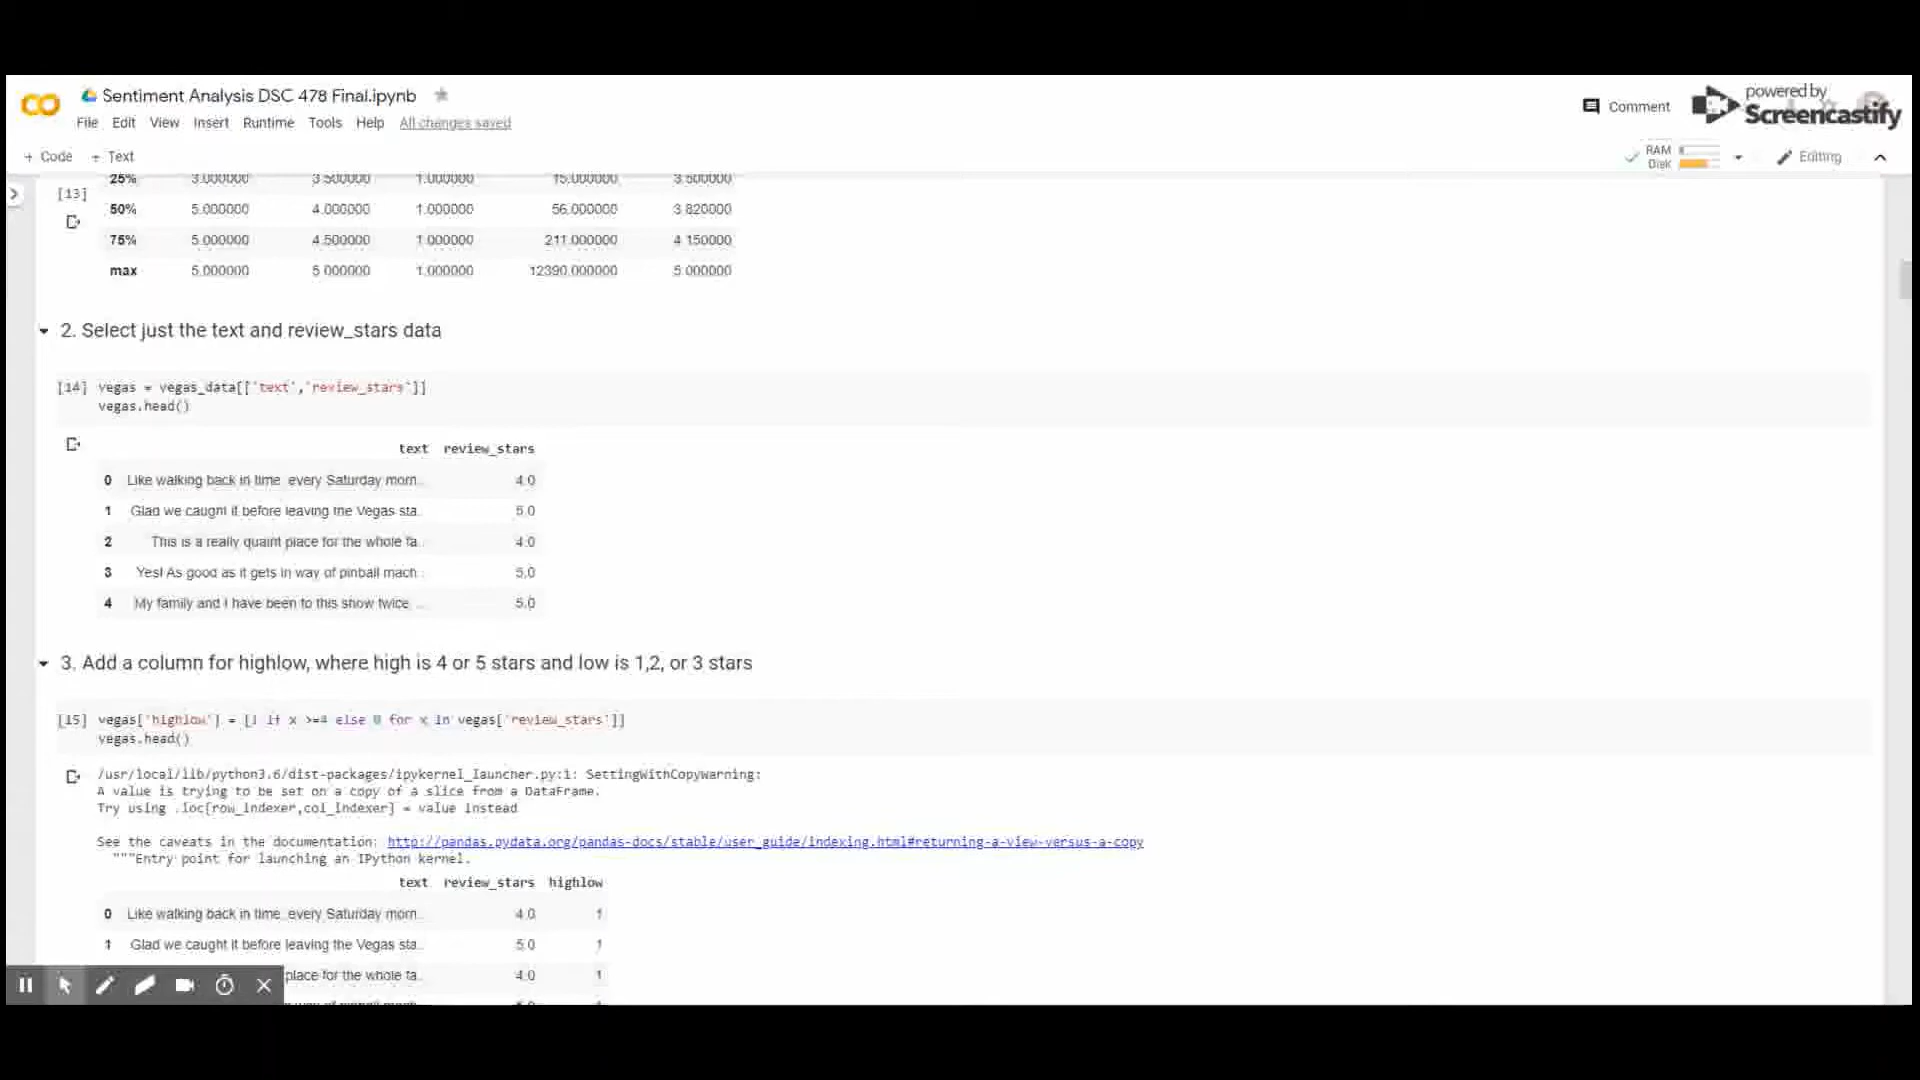 Sentiment Analysis DSC 478 Final.ipynb
File Edit View Insert Runtime Tools Help All changes saved
Comment
powered by
Screencastify
+ Code + Text
RAM
Disk
Editing
[13]
25% 3.000000 3.500000 1.000000 15.000000 3.500000
50% 5.000000 4.000000 1.000000 56.000000 3.820000
75% 5.000000 4.500000 1.000000 211.000000 4.150000
max 5.000000 5.000000 1.000000 12390.000000 5.000000
2. Select just the text and review_stars data
[14] vegas = vegas_data[['text','review_stars']]
vegas.head()
text review_stars
0 Like walking back in time, every Saturday morn... 4.0
1 Glad we caught it before leaving the Vegas sta... 5.0
2 This is a really quaint place for the whole fa... 4.0
3 Yes! As good as it gets in way of pinball mach... 5.0
4 My family and I have been to this show twice ... 5.0
3. Add a column for highlow, where high is 4 or 5 stars and low is 1,2, or 3 stars
[15] vegas['highlow'] = [1 if x >=4 else 0 for x in vegas['review_stars']]
vegas.head()
/usr/local/lib/python3.6/dist-packages/ipykernel_launcher.py:1: SettingWithCopyWarning:
A value is trying to be set on a copy of a slice from a DataFrame.
Try using .loc[row_indexer,col_indexer] = value instead
See the caveats in the documentation: http://pandas.pydata.org/pandas-docs/stable/user_guide/indexing.html#returning-a-view-versus-a-copy
"""Entry point for launching an IPython kernel.
text review_stars highlow
0 Like walking back in time, every Saturday morn... 4.0 1
1 Glad we caught it before leaving the Vegas sta... 5.0 1
place for the whole fa... 4.0 1